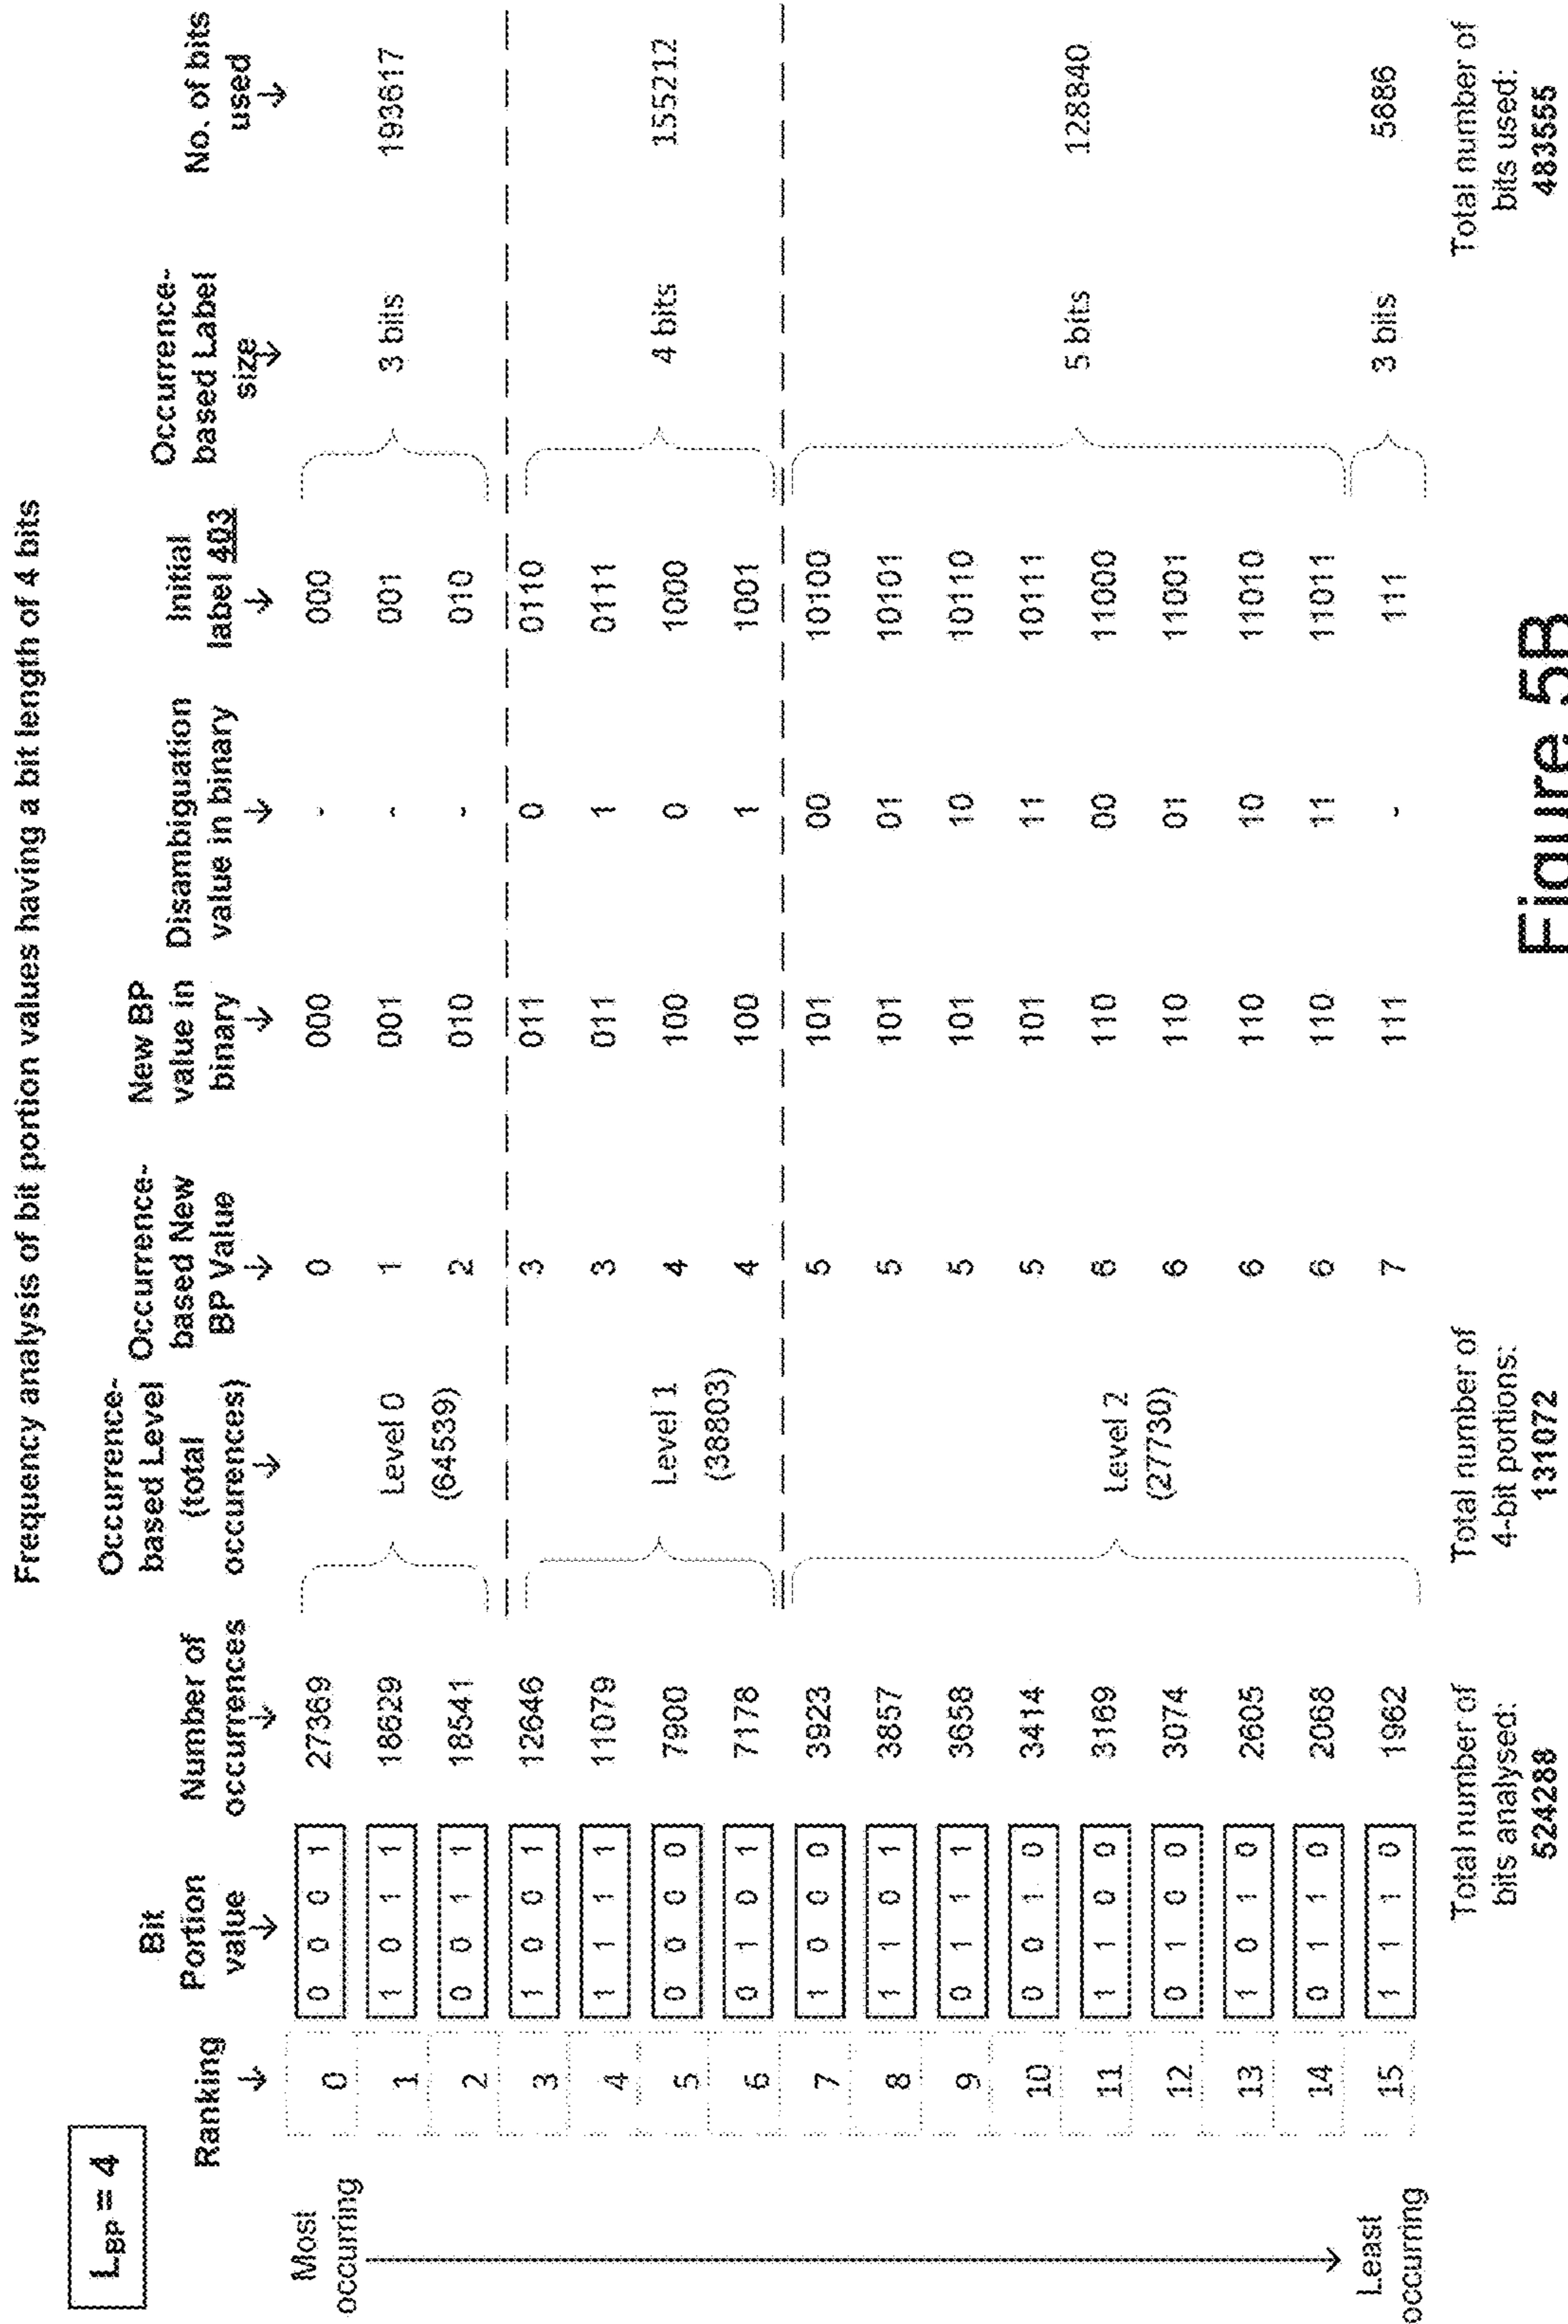 Frequency analysis of bit portion values having a bit length of 4 bits
L_BP = 4
Ranking
Bit
Portion
value
Number of
occurrences
Occurrence-
based Level
(total
occurences)
Occurrence-
based New
BP Value
New BP
value in
binary
Disambiguation
value in binary
Initial
label 403
Occurrence-
based Label
size
No. of bits
used
Most
occurring
Least
occurring
0 0 0 0 1 27369 0 000 - 000
1 1 0 1 1 18629 1 001 - 001
2 0 0 1 1 18541 2 010 - 010
Level 0
(64539)
3 bits
193617
3 1 0 0 1 12646 3 011 0 0110
4 1 1 1 1 11079 3 011 1 0111
5 0 0 0 0 7900 4 100 0 1000
6 0 1 0 1 7178 4 100 1 1001
Level 1
(38803)
4 bits
155212
7 1 0 0 0 3923 5 101 00 10100
8 1 1 0 1 3857 5 101 01 10101
9 0 1 1 1 3658 5 101 10 10110
10 0 0 1 0 3414 5 101 11 10111
11 1 1 0 0 3169 6 110 00 11000
12 0 1 0 0 3074 6 110 01 11001
13 1 0 1 0 2605 6 110 10 11010
14 0 1 1 0 2068 6 110 11 11011
15 1 1 1 0 1962 7 111 - 111
Level 2
(27730)
5 bits
128840
3 bits
5886
Total number of
bits analysed:
524288
Total number of
4-bit portions:
131072
Total number of
bits used:
483555
Figure 5B